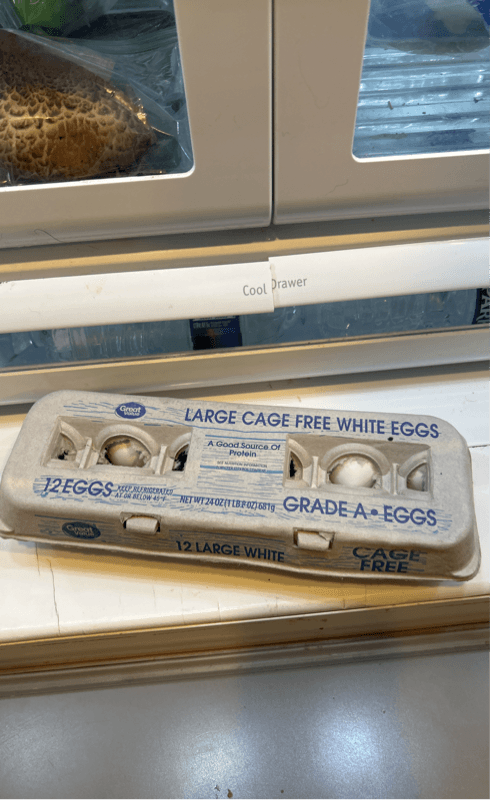 Cool Drawer
Great Value
LARGE CAGE FREE WHITE EGGS
A Good Source Of
Protein
12 EGGS
KEEP REFRIGERATED
AT OR BELOW 45°F
NET WT 24 OZ (1 LB 8 OZ) 681g
GRADE A • EGGS
Great Value
12 LARGE WHITE
CAGE
FREE